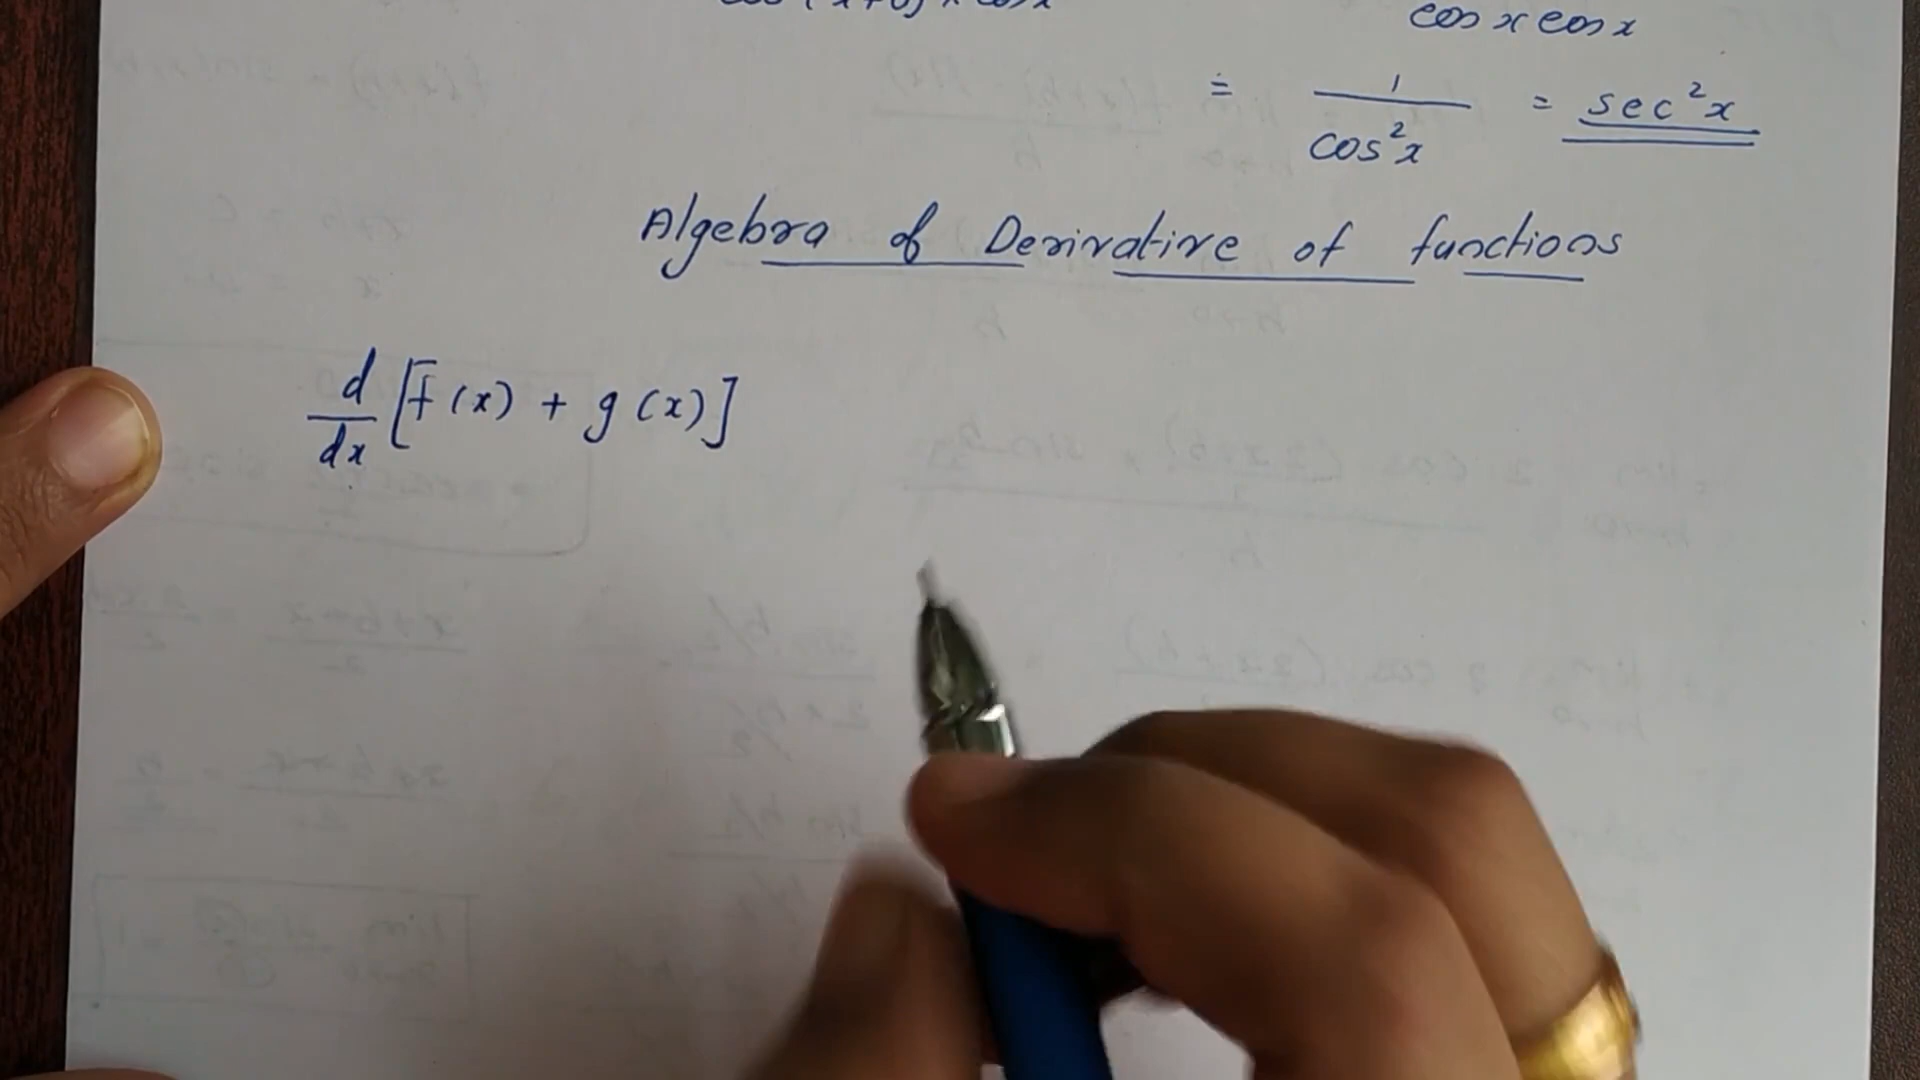 cos x cos x
= 1/cos²x = sec²x
Algebra of Derivative of functions
d/dx [f(x) + g(x)]